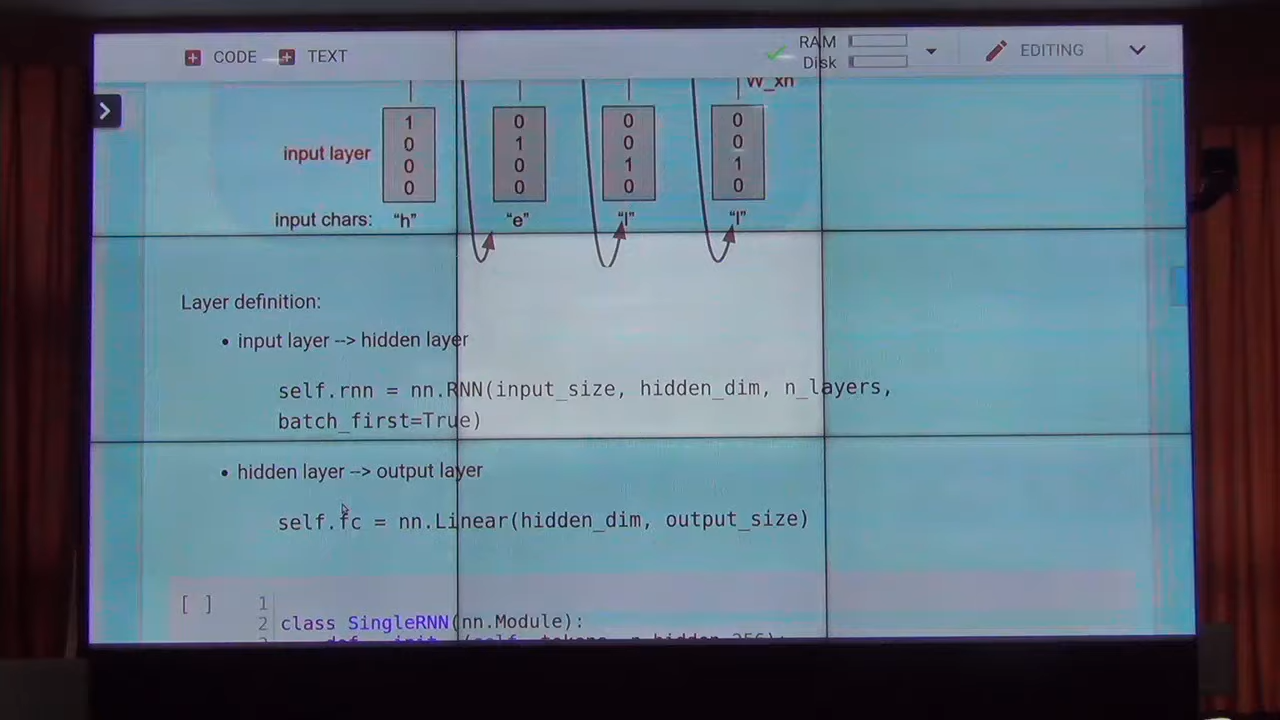 CODE TEXT RAM Disk EDITING
W_xh
1 0 0 0
0 1 0 0
input layer 0 0 1 1
0 0 0 0
input chars: "h" "e" "l" "l"
Layer definition:
• input layer --> hidden layer
self.rnn = nn.RNN(input_size, hidden_dim, n_layers,
batch_first=True)
• hidden layer --> output layer
self.fc = nn.Linear(hidden_dim, output_size)
[ ] 1
2 class SingleRNN(nn.Module):